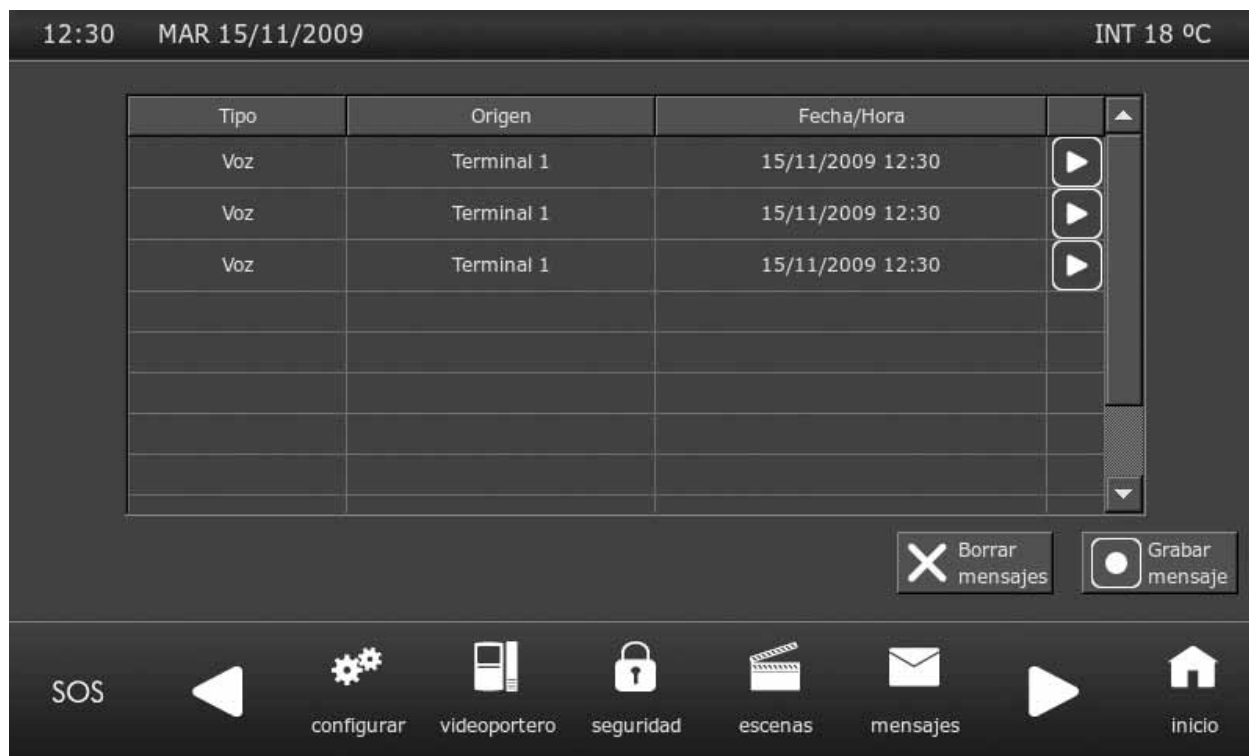 12:30 MAR 15/11/2009 INT 18 ºC
Tipo Origen Fecha/Hora
Voz Terminal 1 15/11/2009 12:30
Voz Terminal 1 15/11/2009 12:30
Voz Terminal 1 15/11/2009 12:30
Borrar
mensajes
Grabar
mensaje
SOS configurar videoportero seguridad escenas mensajes inicio